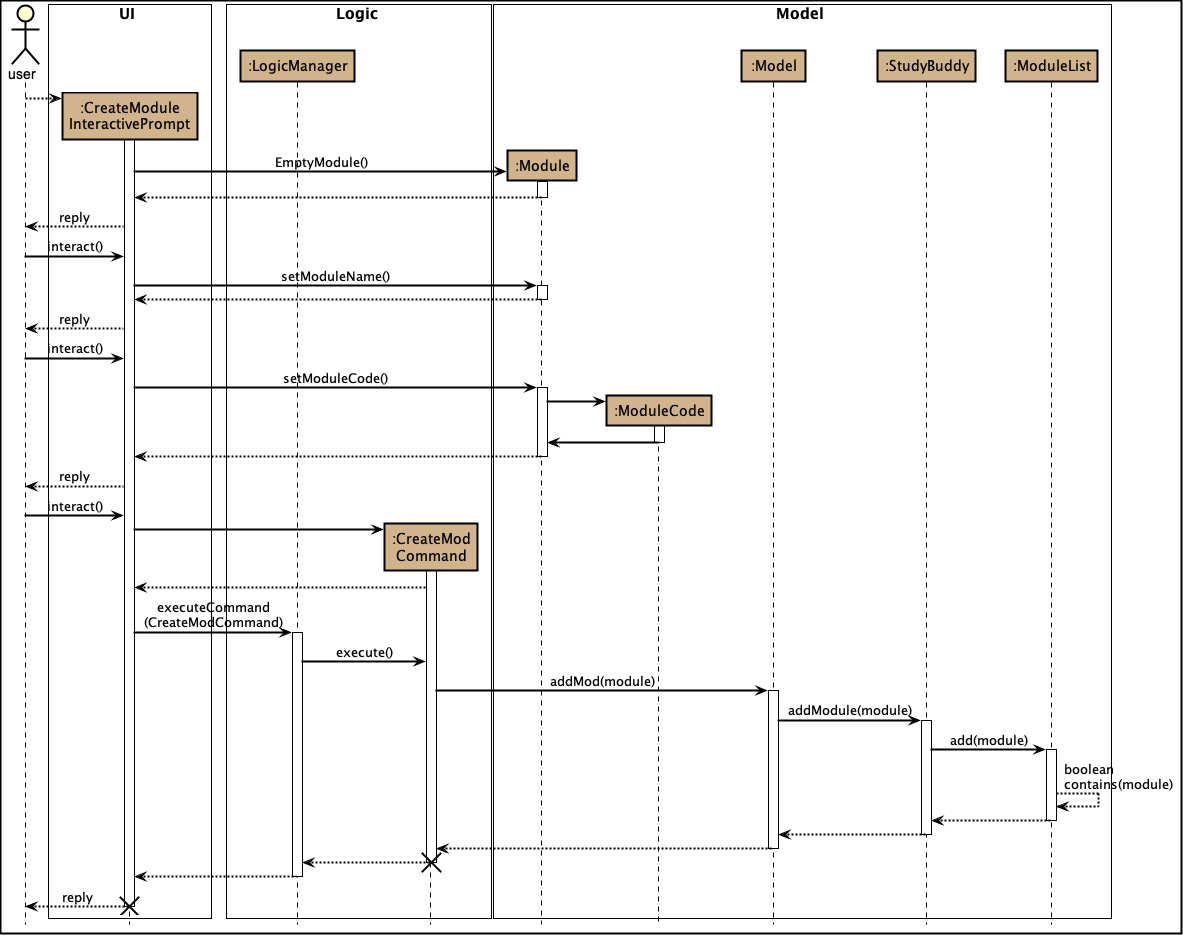 UI
Logic
Model
user
:LogicManager
:Model
:StudyBuddy
:ModuleList
:CreateModule
InteractivePrompt
EmptyModule()
:Module
reply
interact()
setModuleName()
reply
interact()
setModuleCode()
:ModuleCode
reply
interact()
:CreateMod
Command
executeCommand
(CreateModCommand)
execute()
addMod(module)
addModule(module)
add(module)
boolean
contains(module)
reply